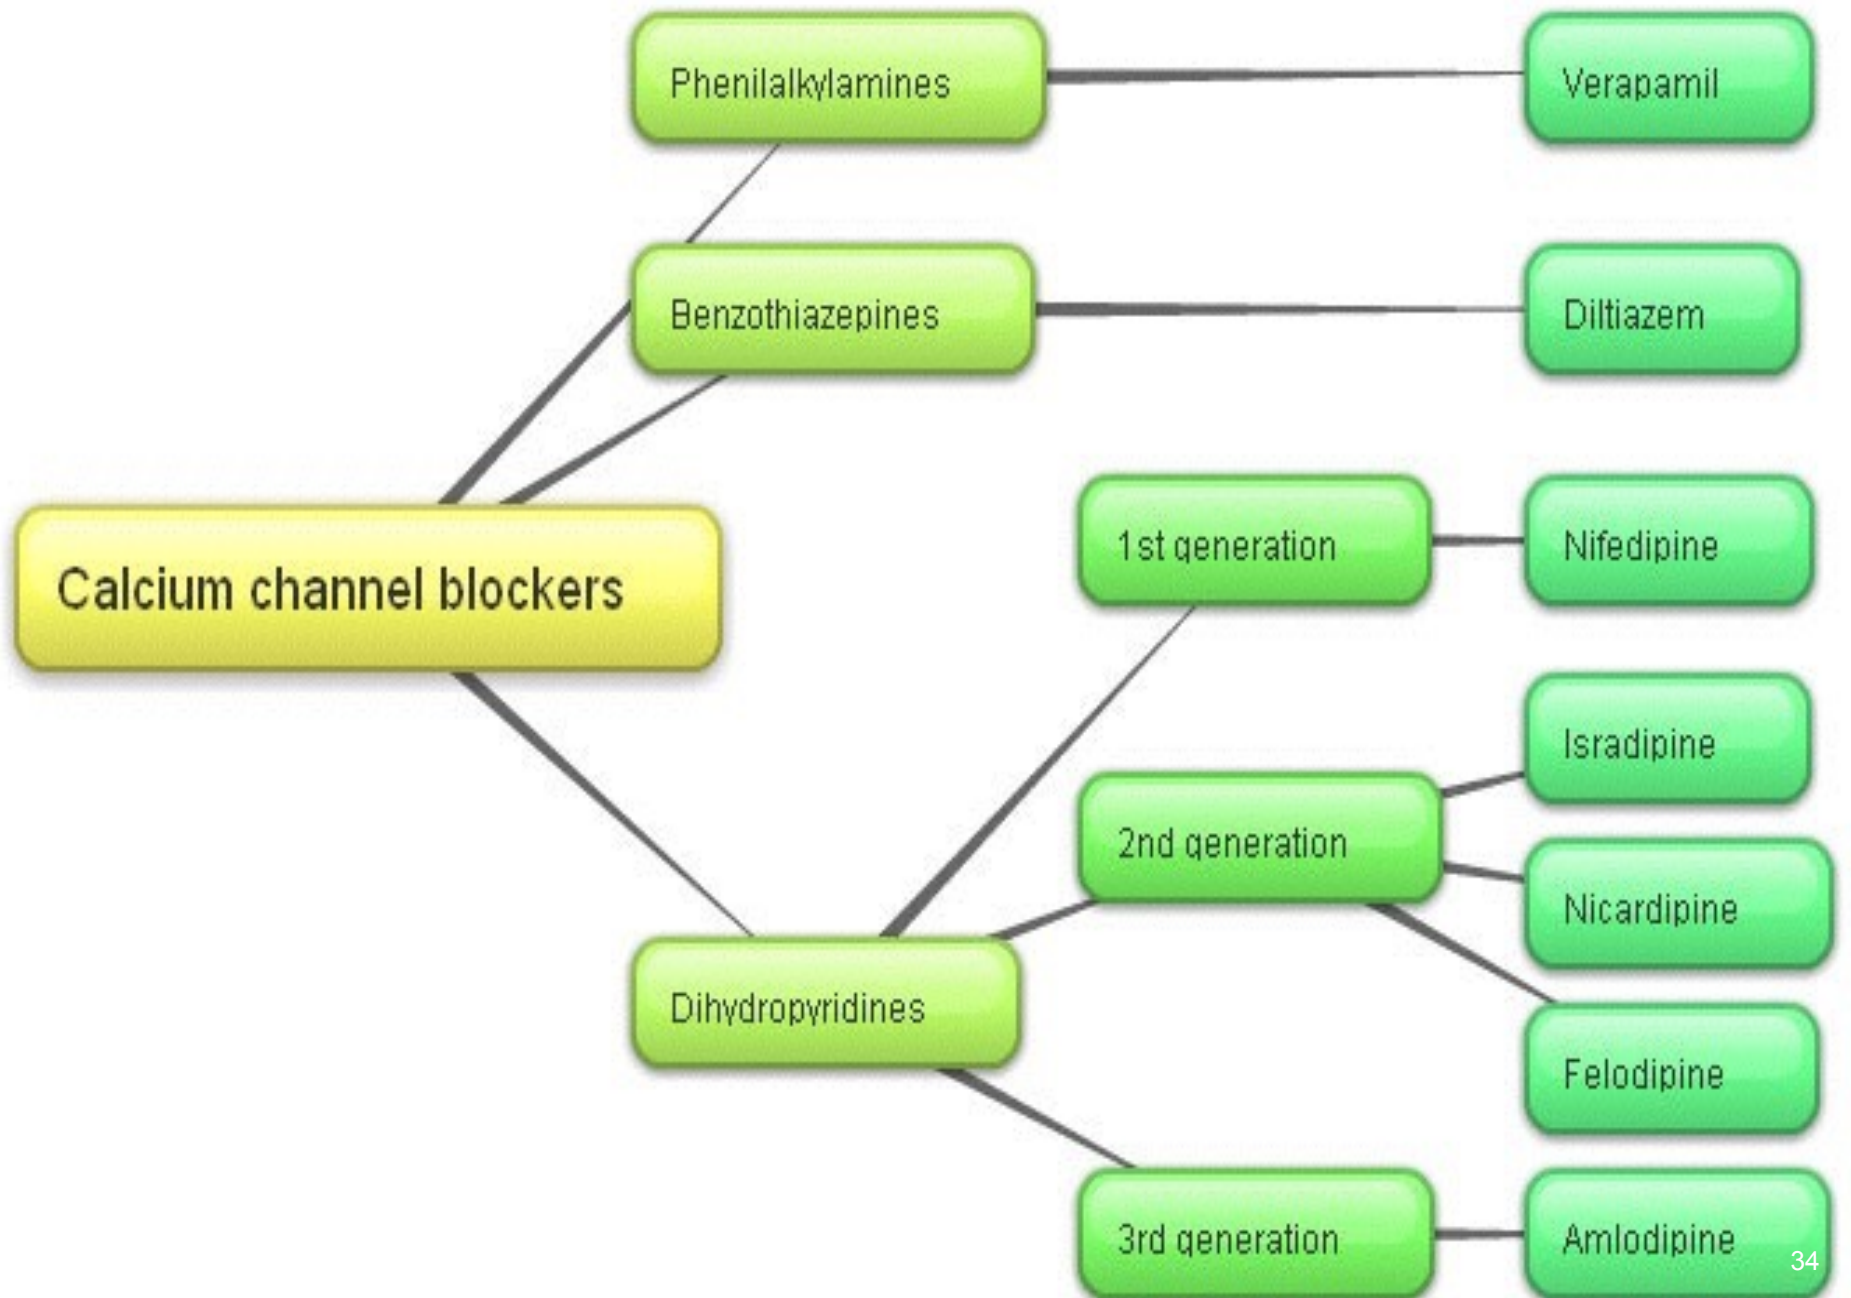 Phenilalkylamines
Verapamil
Benzothiazepines
Diltiazem
Calcium channel blockers
1st generation
Nifedipine
Isradipine
2nd generation
Nicardipine
Dihydropyridines
Felodipine
3rd generation
Amlodipine
34